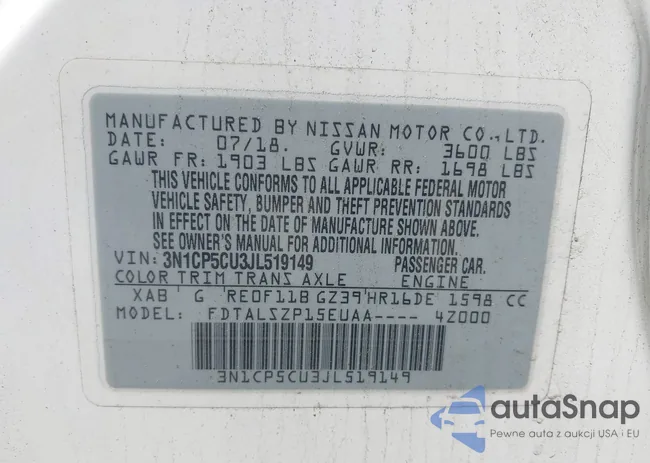 MANUFACTURED BY NISSAN MOTOR CO.,LTD.
DATE: 07/18. GVWR: 3600 LBS
GAWR FR: 1903 LBS GAWR RR: 1698 LBS
THIS VEHICLE CONFORMS TO ALL APPLICABLE FEDERAL MOTOR
VEHICLE SAFETY, BUMPER AND THEFT PREVENTION STANDARDS
IN EFFECT ON THE DATE OF MANUFACTURE SHOWN ABOVE.
SEE OWNER'S MANUAL FOR ADDITIONAL INFORMATION.
VIN: 3N1CP5CU3JL519149 PASSENGER CAR.
COLOR TRIM TRANS AXLE ENGINE
XAB G RE0F11B GZ39 HR16DE 1598 CC
MODEL: FDTALSZP15EUAA---- 4Z000
3N1CP5CU3JL519149
autaSnap
Pewne auta z aukcji USA i EU